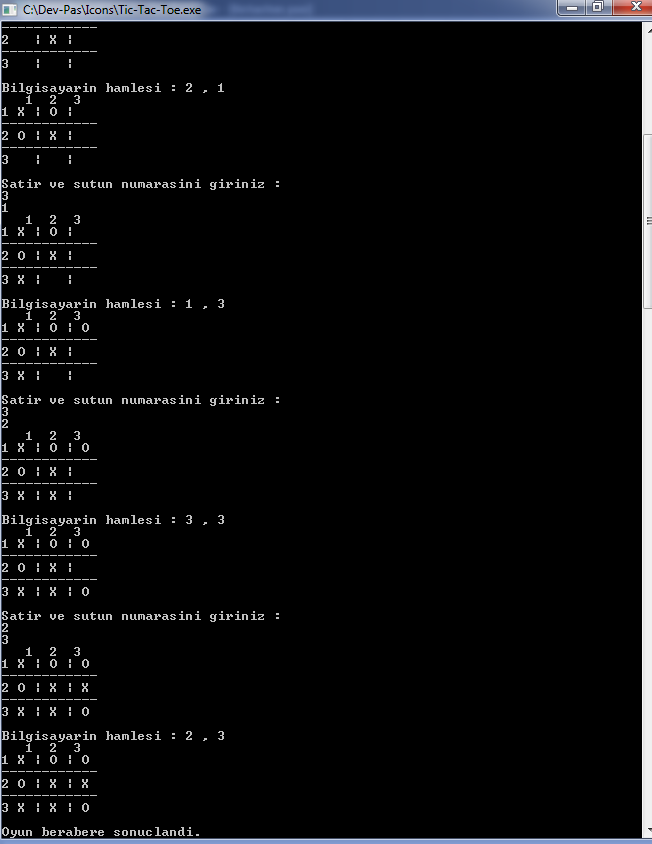 C:\Dev-Pas\Icons\Tic-Tac-Toe.exe
-------------
2   ¦ X ¦
-------------
3   ¦   ¦
Bilgisayarin hamlesi : 2 , 1
1 2 3
1 X ¦ O ¦
-------------
2 O ¦ X ¦
-------------
3   ¦   ¦
Satir ve sutun numarasini giriniz :
3
1
1 2 3
1 X ¦ O ¦
-------------
2 O ¦ X ¦
-------------
3 X ¦   ¦
Bilgisayarin hamlesi : 1 , 3
1 2 3
1 X ¦ O ¦ O
-------------
2 O ¦ X ¦
-------------
3 X ¦   ¦
Satir ve sutun numarasini giriniz :
3
2
1 2 3
1 X ¦ O ¦ O
-------------
2 O ¦ X ¦
-------------
3 X ¦ X ¦
Bilgisayarin hamlesi : 3 , 3
1 2 3
1 X ¦ O ¦ O
-------------
2 O ¦ X ¦
-------------
3 X ¦ X ¦ O
Satir ve sutun numarasini giriniz :
2
3
1 2 3
1 X ¦ O ¦ O
-------------
2 O ¦ X ¦ X
-------------
3 X ¦ X ¦ O
Bilgisayarin hamlesi : 2 , 3
1 2 3
1 X ¦ O ¦ O
-------------
2 O ¦ X ¦ X
-------------
3 X ¦ X ¦ O
Oyun berabere sonuclandi.